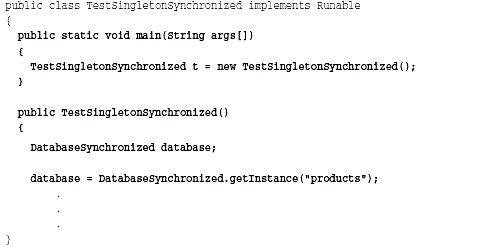 public class TestSingletonSynchronized implements Runable
{
public static void main(String args[])
{
TestSingletonSynchronized t = new TestSingletonSynchronized();
}
public TestSingletonSynchronized()
{
DatabaseSynchronized database;
database = DatabaseSynchronized.getInstance("products");
.
.
.
}